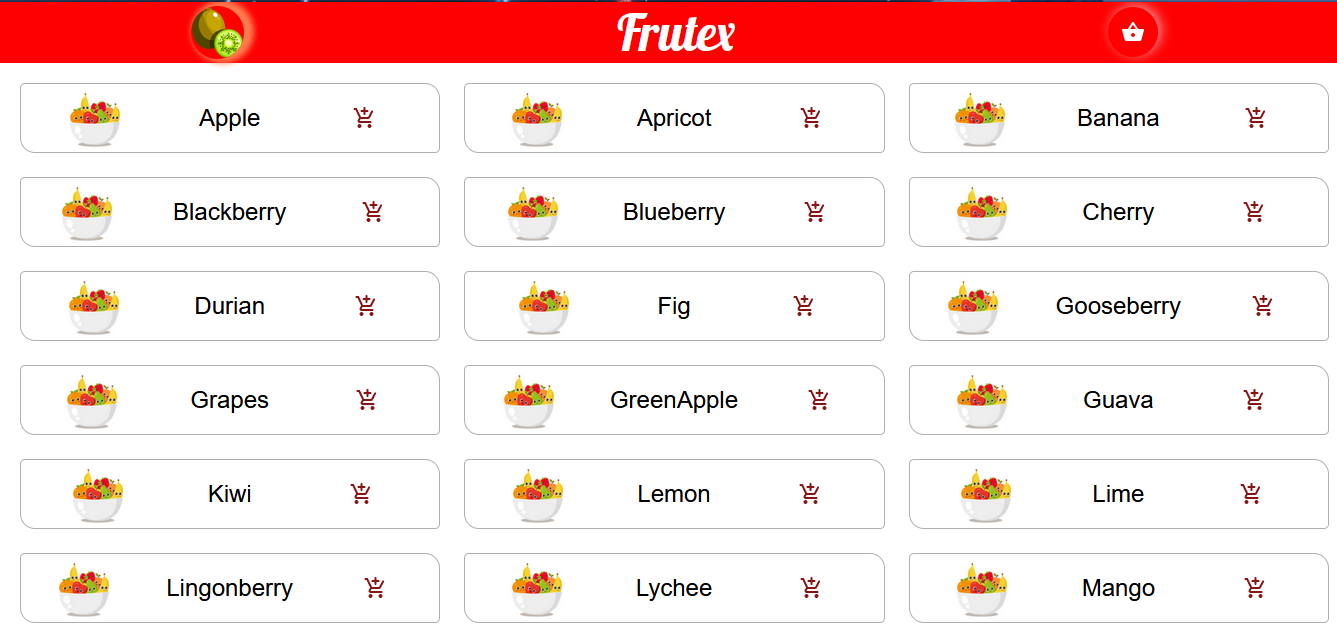 Frutex
Apple
Apricot
Banana
Blackberry
Blueberry
Cherry
Durian
Fig
Gooseberry
Grapes
GreenApple
Guava
Kiwi
Lemon
Lime
Lingonberry
Lychee
Mango